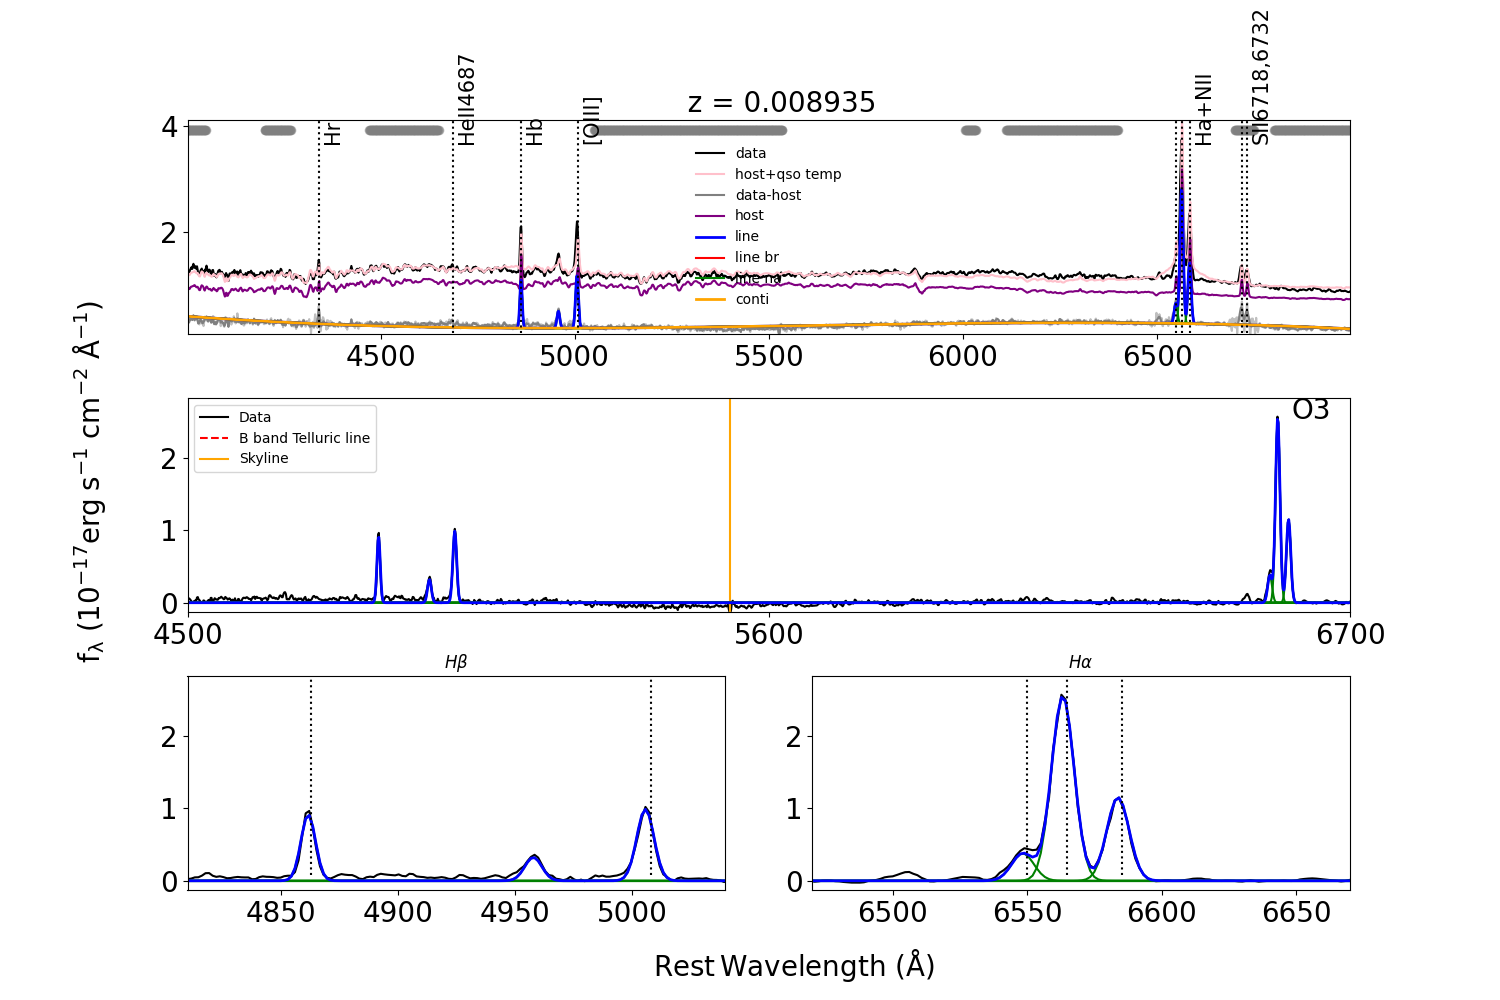 z = 0.008935
Hr
HeII4687
Hb
[OIII]
Ha+NII
SII6718,6732
4
2
data
host+qso temp
data-host
host
line
line br
line na
conti
4500
5000
5500
6000
6500
fλ (10−17erg s−1 cm−2 Å−1)
O3
Data
B band Telluric line
Skyline
2
1
0
4500
5600
6700
Hβ
2
1
0
4850
4900
4950
5000
Hα
2
1
0
6500
6550
6600
6650
Rest Wavelength (Å)